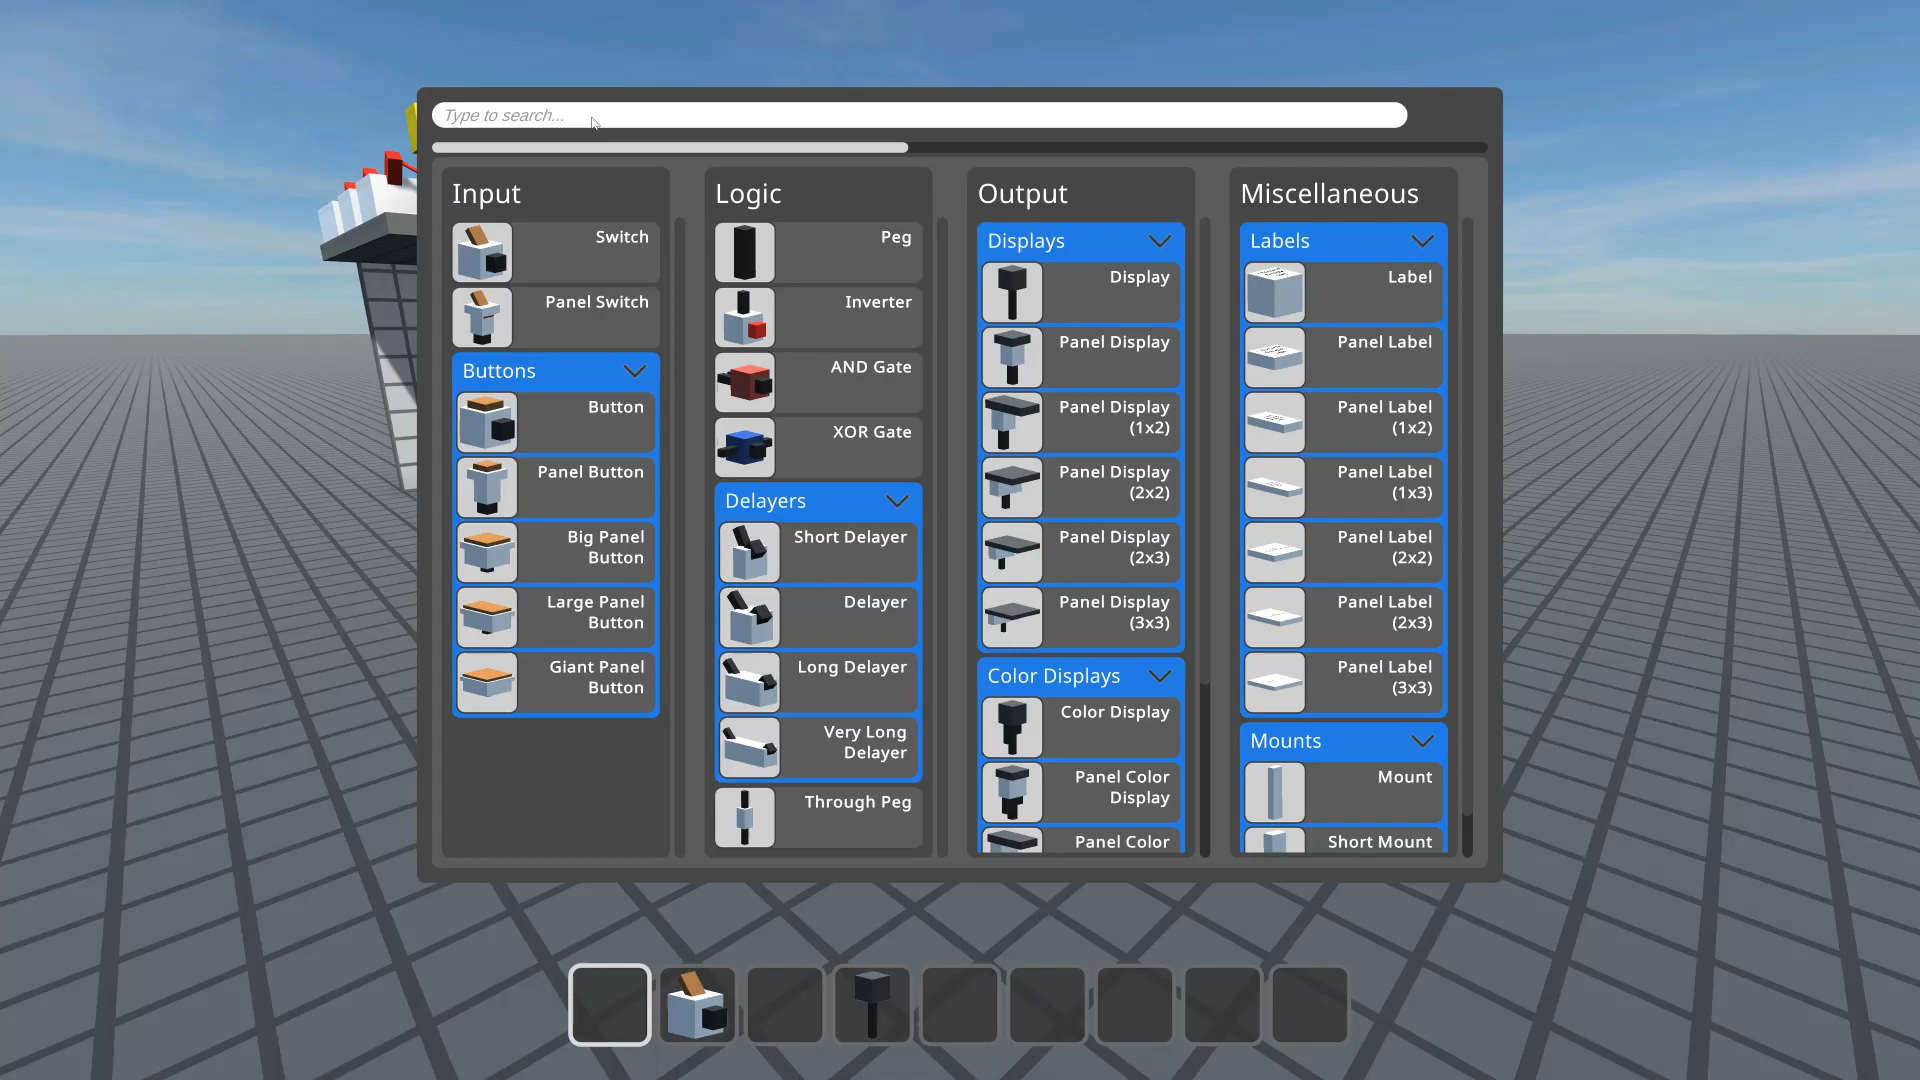 Type to search...
Input
Switch
Panel Switch
Buttons
Button
Panel Button
Big Panel
Button
Large Panel
Button
Giant Panel
Button
Logic
Peg
Inverter
AND Gate
XOR Gate
Delayers
Short Delayer
Delayer
Long Delayer
Very Long
Delayer
Through Peg
Output
Displays
Display
Panel Display
Panel Display
(1x2)
Panel Display
(2x2)
Panel Display
(2x3)
Panel Display
(3x3)
Color Displays
Color Display
Panel Color
Display
Panel Color
Miscellaneous
Labels
Label
Panel Label
Panel Label
(1x2)
Panel Label
(1x3)
Panel Label
(2x2)
Panel Label
(2x3)
Panel Label
(3x3)
Mounts
Mount
Short Mount